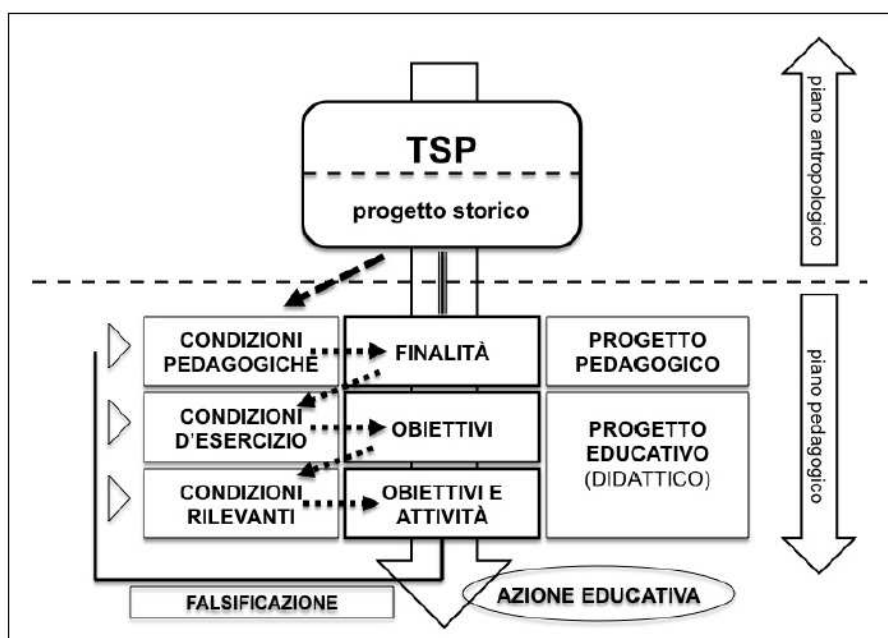 TSP
progetto storico
piano antropologico
CONDIZIONI
PEDAGOGICHE
FINALITÀ
PROGETTO
PEDAGOGICO
CONDIZIONI
D'ESERCIZIO
OBIETTIVI
PROGETTO
EDUCATIVO
(DIDATTICO)
CONDIZIONI
RILEVANTI
OBIETTIVI E
ATTIVITÀ
piano pedagogico
FALSIFICAZIONE
AZIONE EDUCATIVA